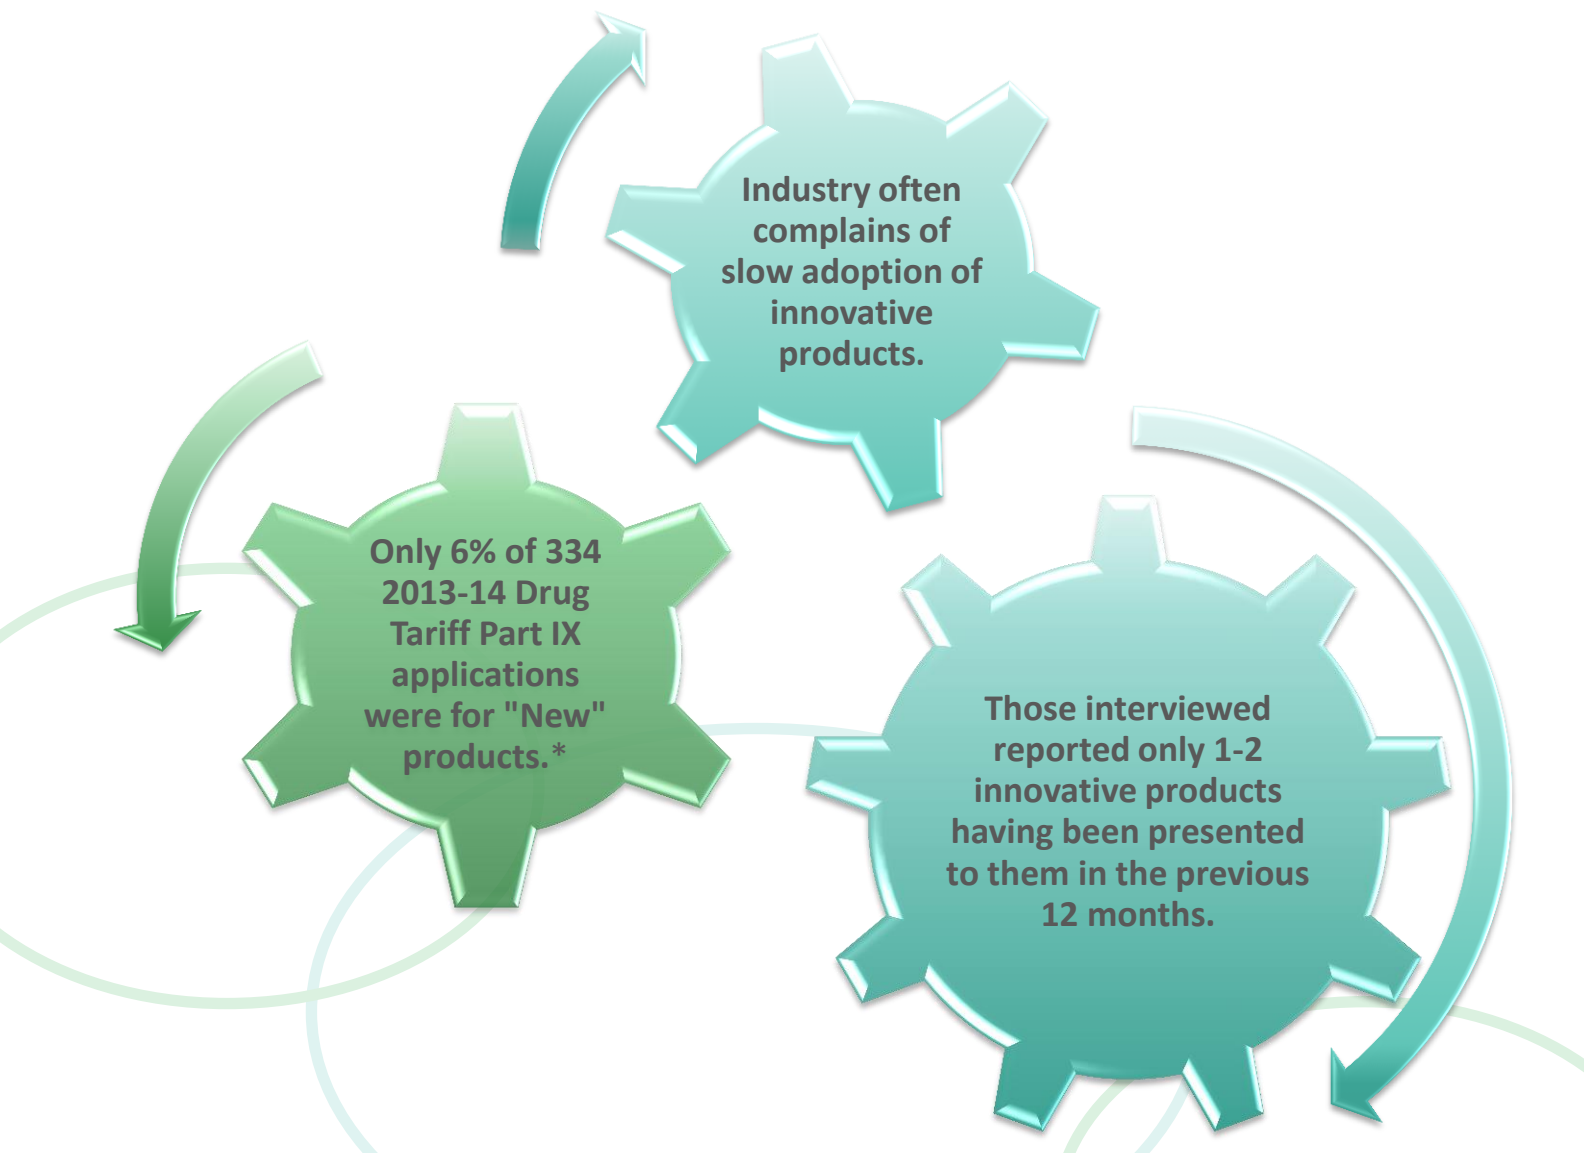 Industry often
complains of
slow adoption of
innovative
products.
Only 6% of 334
2013-14 Drug
Tariff Part IX
applications
were for "New"
products.*
Those interviewed
reported only 1-2
innovative products
having been presented
to them in the previous
12 months.